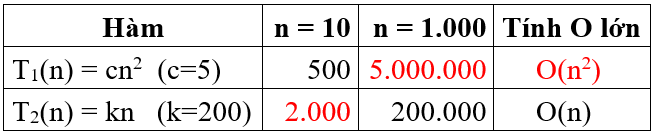 Hàm n = 10 n = 1.000 Tính O lớn
T₁(n) = cn² (c=5) 500 5.000.000 O(n²)
T₂(n) = kn (k=200) 2.000 200.000 O(n)